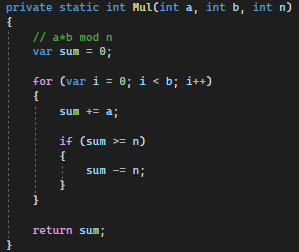 private static int Mul(int a, int b, int n)
{
// a*b mod n
var sum = 0;
for (var i = 0; i < b; i++)
{
sum += a;
if (sum >= n)
{
sum -= n;
}
}
return sum;
}